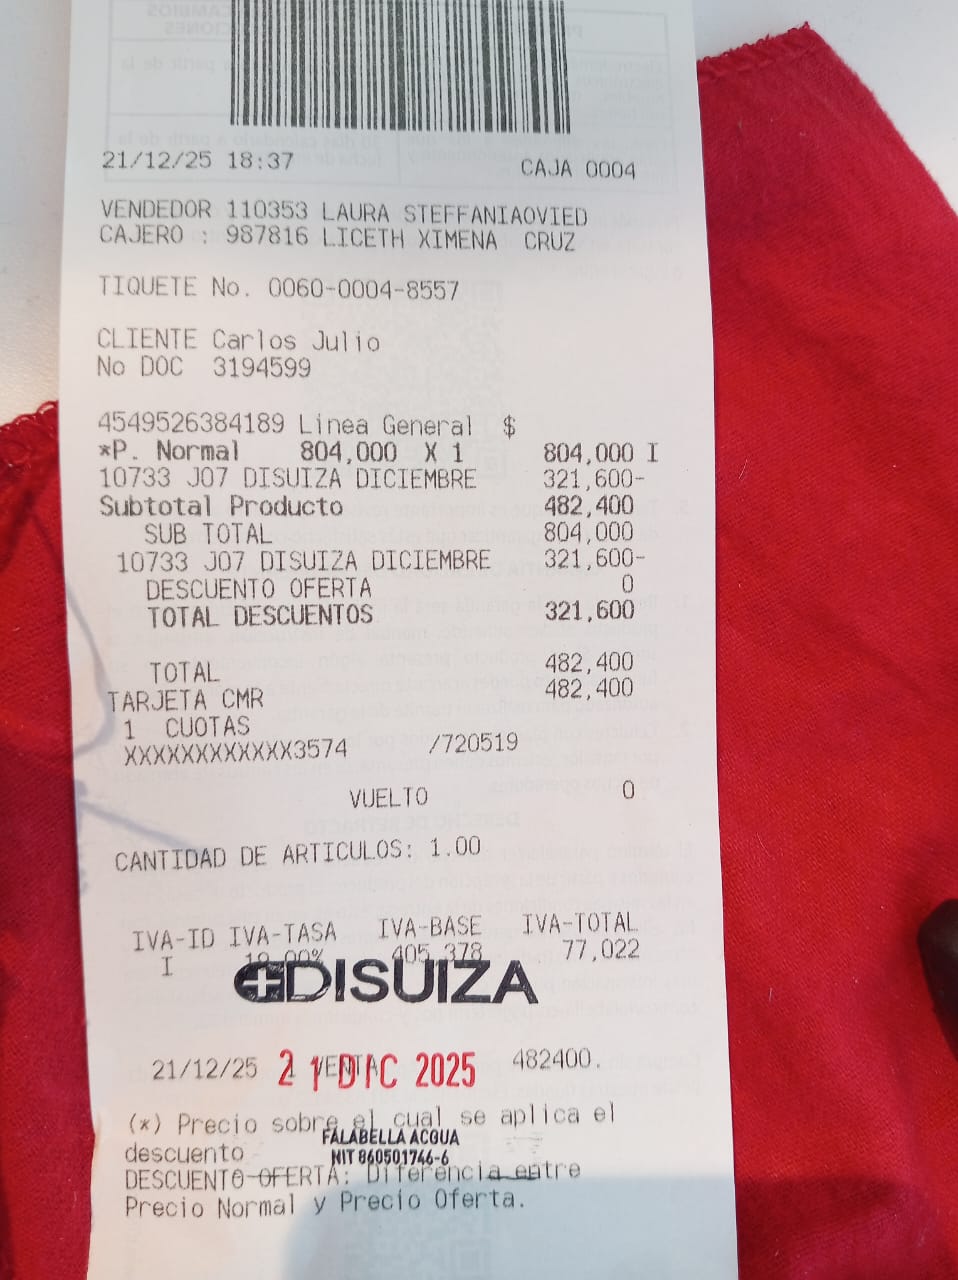 21/12/25 18:37 CAJA 0004
VENDEDOR 110353 LAURA STEFFANIAOVIED
CAJERO : 987816 LICETH XIMENA CRUZ
TIQUETE No. 0060-0004-8557
CLIENTE Carlos Julio
No DOC 3194599
4549526384189 Linea General $
*P. Normal 804,000 X 1 804,000 I
10733 J07 DISUIZA DICIEMBRE 321,600-
Subtotal Producto 482,400
SUB TOTAL 804,000
10733 J07 DISUIZA DICIEMBRE 321,600-
DESCUENTO OFERTA 0
TOTAL DESCUENTOS 321,600
TOTAL 482,400
TARJETA CMR 482,400
1 CUOTAS
XXXXXXXXXXXX3574 /720519
VUELTO 0
CANTIDAD DE ARTICULOS: 1.00
IVA-ID IVA-TASA IVA-BASE IVA-TOTAL
I 19.00% 405,378 77,022
DISUIZA
21/12/25 VENTA 482400.
21 DIC 2025
(*) Precio sobre el cual se aplica el
FALABELLA ACQUA
descuento
NIT 860501746-6
DESCUENTO OFERTA: Diferencia entre
Precio Normal y Precio Oferta.